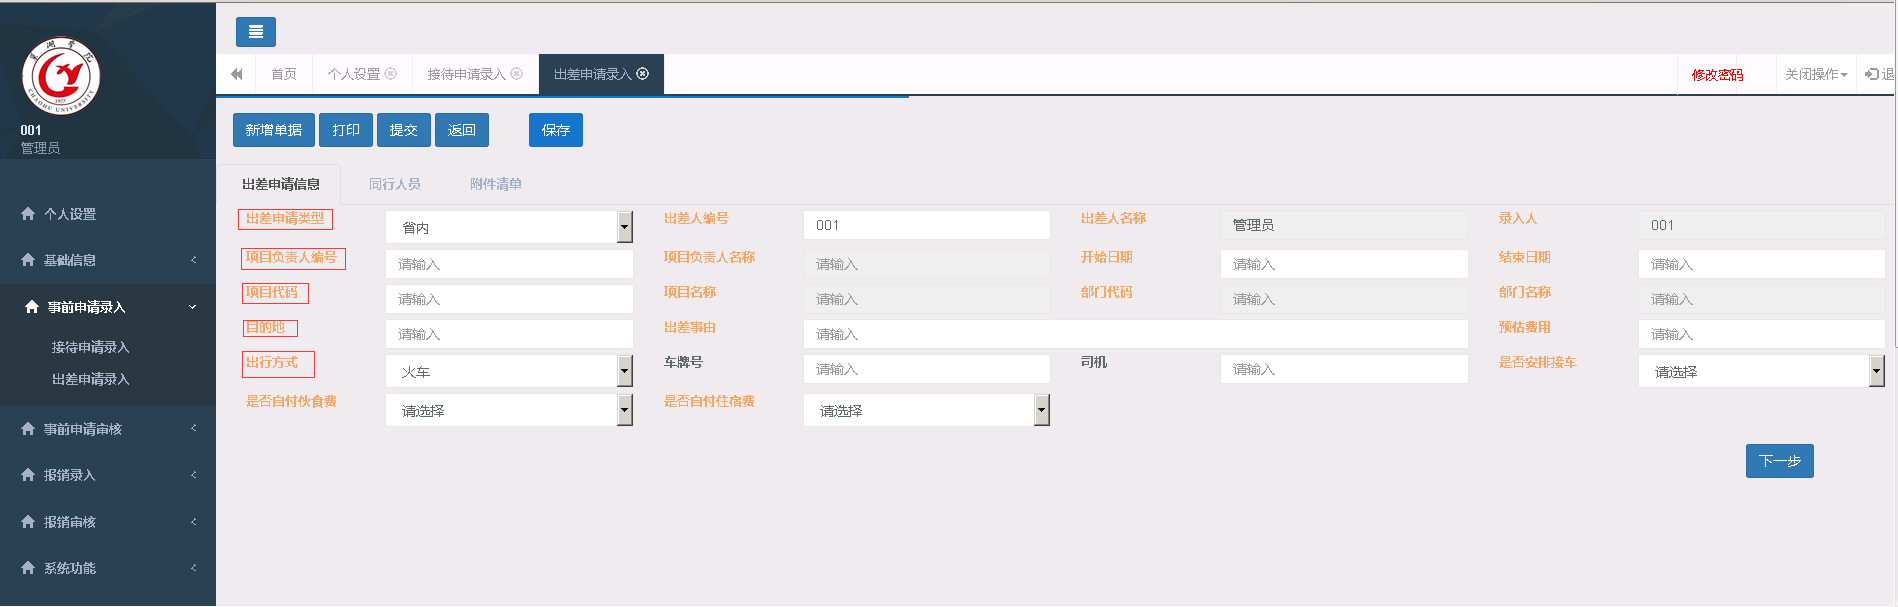 巢湖学院
1977
CHAOHU UNIVERSITY
001
管理员
个人设置
基础信息
事前申请录入
接待申请录入
出差申请录入
事前申请审核
报销录入
报销审核
系统功能
首页 个人设置 接待申请录入 出差申请录入 修改密码 关闭操作 退
新增单据 打印 提交 返回 保存
出差申请信息 同行人员 附件清单
出差申请类型 省内 出差人编号 001 出差人名称 管理员 录入人 001
项目负责人编号 请输入 项目负责人名称 请输入 开始日期 请输入 结束日期 请输入
项目代码 请输入 项目名称 请输入 部门代码 请输入 部门名称 请输入
目的地 请输入 出差事由 请输入 预估费用 请输入
出行方式 火车 车牌号 请输入 司机 请输入 是否安排接车 请选择
是否自付伙食费 请选择 是否自付住宿费 请选择
下一步